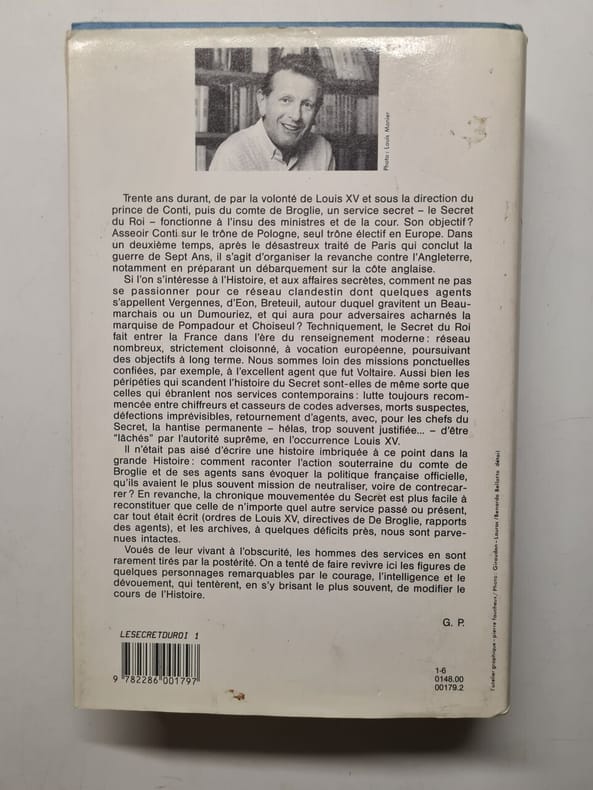 Photo : Louis Monier
Trente ans durant, de par la volonté de Louis XV et sous la direction du
prince de Conti, puis du comte de Broglie, un service secret – le Secret
du Roi – fonctionne à l'insu des ministres et de la cour. Son objectif ?
Asseoir Conti sur le trône de Pologne, seul trône électif en Europe. Dans
un deuxième temps, après le désastreux traité de Paris qui conclut la
guerre de Sept Ans, il s'agit d'organiser la revanche contre l'Angleterre,
notamment en préparant un débarquement sur la côte anglaise.
Si l'on s'intéresse à l'Histoire, et aux affaires secrètes, comment ne pas
se passionner pour ce réseau clandestin dont quelques agents
s'appellent Vergennes, d'Eon, Breteuil, autour duquel gravitent un Beau-
marchais ou un Dumouriez, et qui aura pour adversaires acharnés la
marquise de Pompadour et Choiseul ? Techniquement, le Secret du Roi
fait entrer la France dans l'ère du renseignement moderne : réseau
nombreux, strictement cloisonné, à vocation européenne, poursuivant
des objectifs à long terme. Nous sommes loin des missions ponctuelles
confiées, par exemple, à l'excellent agent que fut Voltaire. Aussi bien les
péripéties qui scandent l'histoire du Secret sont-elles de même sorte que
celles qui ébranlent nos services contemporains : lutte toujours recom-
mencée entre chiffreurs et casseurs de codes adverses, morts suspectes,
défections imprévisibles, retournement d'agents, avec, pour les chefs du
Secret, la hantise permanente – hélas, trop souvent justifiée... – d'être
"lâchés" par l'autorité suprême, en l'occurrence Louis XV.
Il n'était pas aisé d'écrire une histoire imbriquée à ce point dans la
grande Histoire : comment raconter l'action souterraine du comte de
Broglie et de ses agents sans évoquer la politique française officielle,
qu'ils avaient le plus souvent mission de neutraliser, voire de contrecar-
rer ? En revanche, la chronique mouvementée du Secret est plus facile à
reconstituer que celle de n'importe quel autre service passé ou présent,
car tout était écrit (ordres de Louis XV, directives de De Broglie, rapports
des agents), et les archives, à quelques déficits près, nous sont parve-
nues intactes.
Voués de leur vivant à l'obscurité, les hommes des services en sont
rarement tirés par la postérité. On a tenté de faire revivre ici les figures de
quelques personnages remarquables par le courage, l'intelligence et le
dévouement, qui tentèrent, en s'y brisant le plus souvent, de modifier le
cours de l'Histoire.
G. P.
LESECRETDUROI 1
9 782286 001797
1-6
0148.00
00179.2
l'atelier graphique - pierre faucheux / Photo : Giraudon - Lauros / Bernardo Bellotto détail